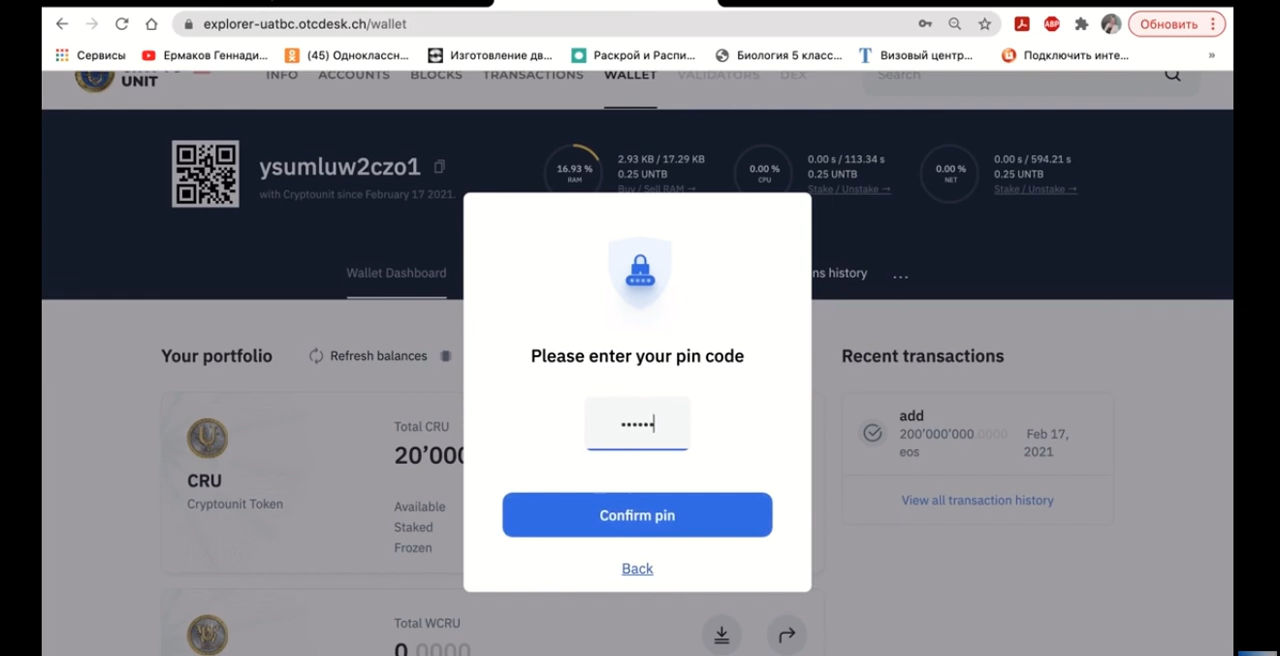 explorer-uatbc.otcdesk.ch/wallet
Обновить
Сервисы Ермаков Геннади... (45) Одноклассн... Изготовление дв... Раскрой и Распи... Биология 5 класс... Визовый центр... Подключить инте... »
UNIT INFO ACCOUNTS BLOCKS TRANSACTIONS WALLET VALIDATORS DEX Search
ysumluw2czo1
with Cryptounit since February 17 2021.
16.93 %
RAM
2.93 KB / 17.29 KB
0.25 UNTB
Buy / Sell RAM →
0.00 %
CPU
0.00 s / 113.34 s
0.25 UNTB
Stake / Unstake →
0.00 %
NET
0.00 s / 594.21 s
0.25 UNTB
Stake / Unstake →
Wallet Dashboard
ns history
...
Please enter your pin code
••••••
Confirm pin
Back
Your portfolio
Refresh balances
CRU
Cryptounit Token
Total CRU
20’000
Available
Staked
Frozen
Total WCRU
0.0000
Recent transactions
add
200’000’000.0000
eos
Feb 17,
2021
View all transaction history